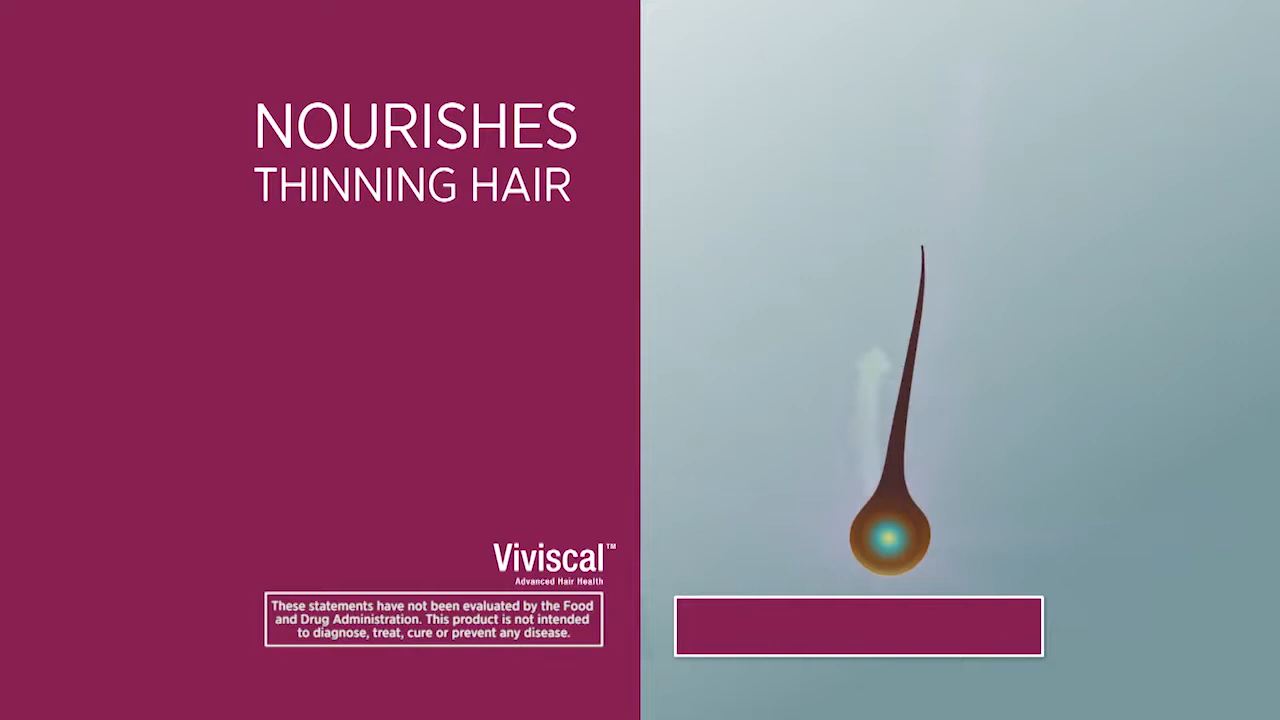 NOURISHES
THINNING HAIR
Viviscal™
Advanced Hair Health
These statements have not been evaluated by the Food
and Drug Administration. This product is not intended
to diagnose, treat, cure or prevent any disease.